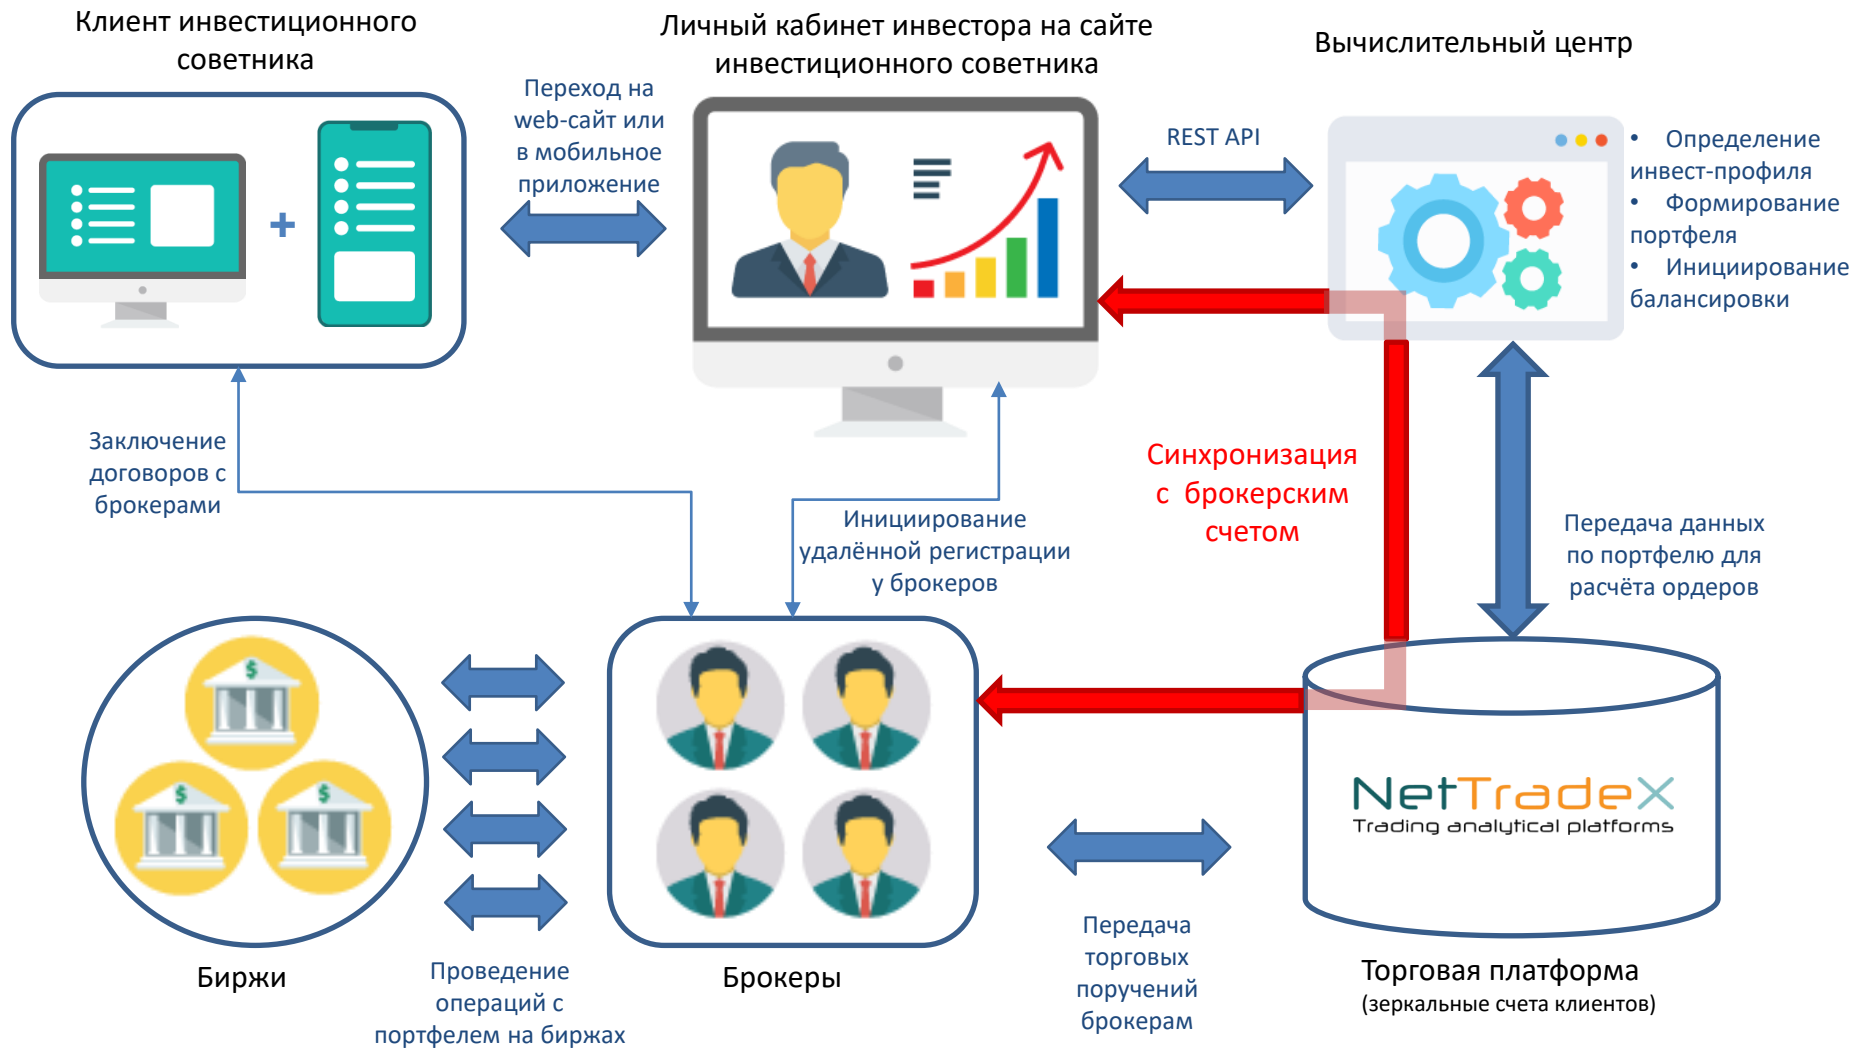 Клиент инвестиционного
советника
Личный кабинет инвестора на сайте
инвестиционного советника
Вычислительный центр
Переход на
web-сайт или
в мобильное
приложение
REST API
• Определение
инвест-профиля
• Формирование
портфеля
• Инициирование
балансировки
+
Заключение
договоров с
брокерами
Инициирование
удалённой регистрации
у брокеров
Синхронизация
с брокерским
счетом
Передача данных
по портфелю для
расчёта ордеров
$
$
$
NetTradeX
Trading analytical platforms
Биржи
Проведение
операций с
портфелем на биржах
Брокеры
Передача
торговых
поручений
брокерам
Торговая платформа
(зеркальные счета клиентов)